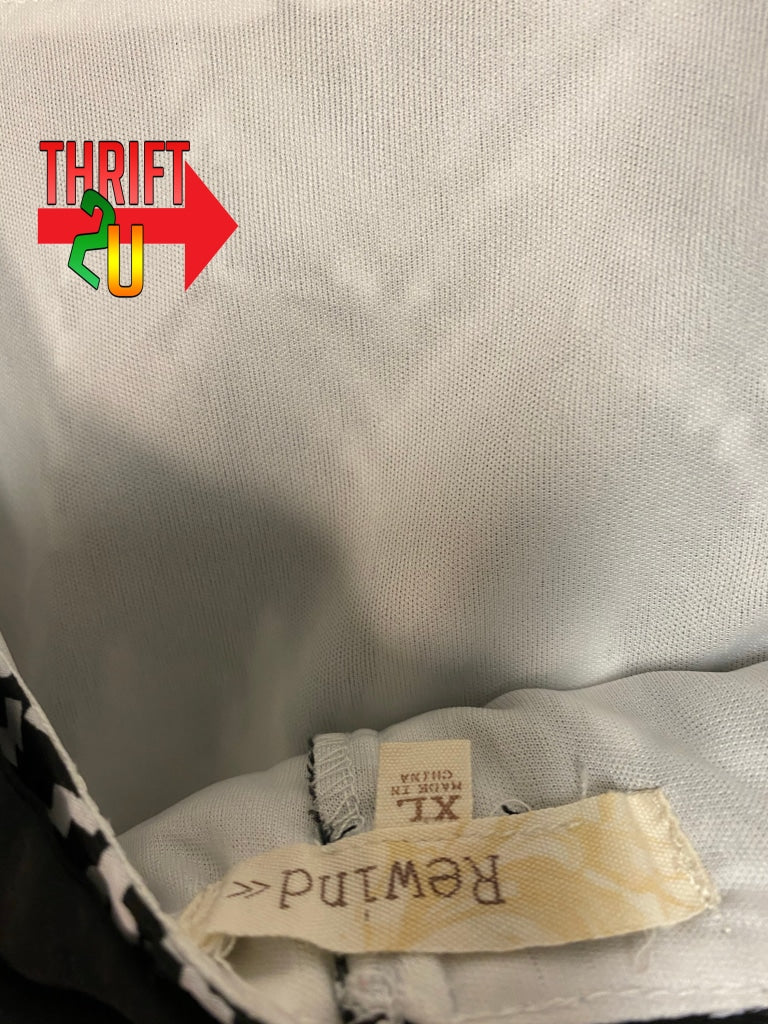 THRIFT
2U
XL
MADE IN
CHINA
Rewind»